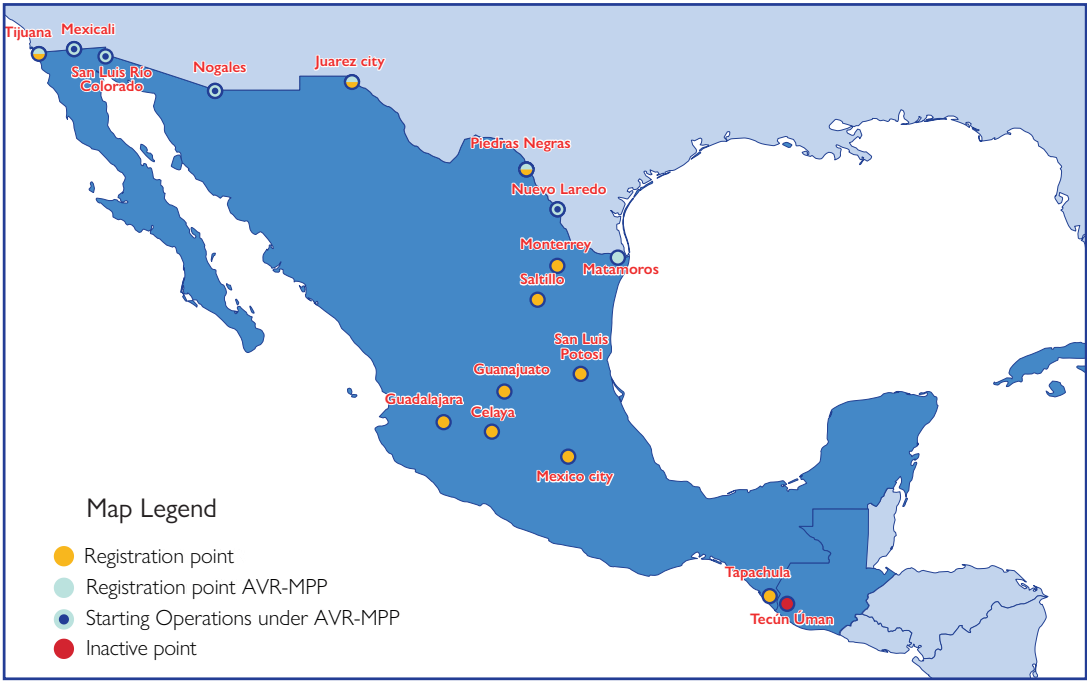 Tijuana
Mexicali
San Luis Río
Colorado
Nogales
Juarez city
Piedras Negras
Nuevo Laredo
Monterrey
Matamoros
Saltillo
San Luis
Potosi
Guanajuato
Guadalajara
Celaya
Mexico city
Tapachula
Tecún Úman
Map Legend
Registration point
Registration point AVR-MPP
Starting Operations under AVR-MPP
Inactive point